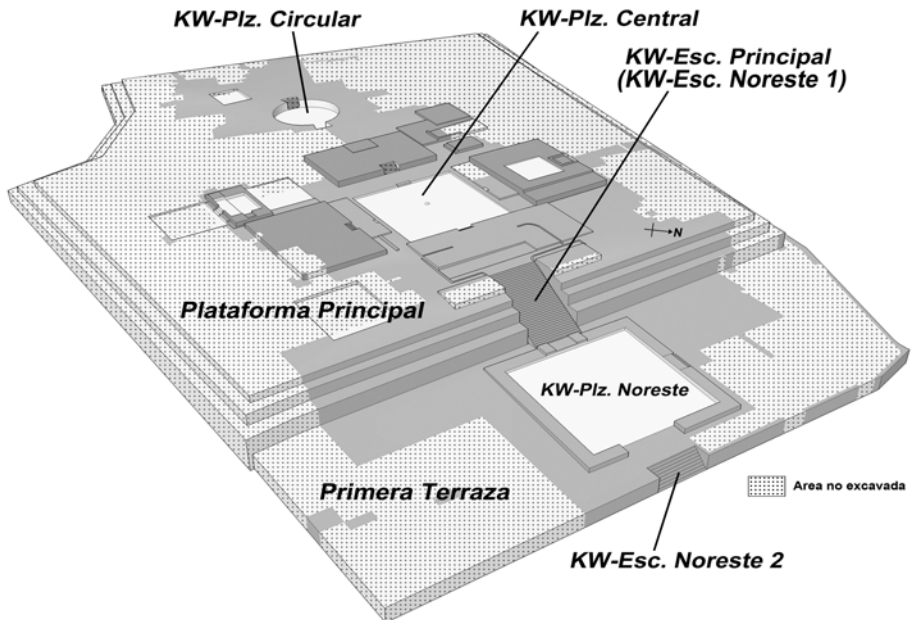 KW-Plz. Circular
KW-Plz. Central
KW-Esc. Principal
(KW-Esc. Noreste 1)
N
Plataforma Principal
KW-Plz. Noreste
Primera Terraza
Area no excavada
KW-Esc. Noreste 2